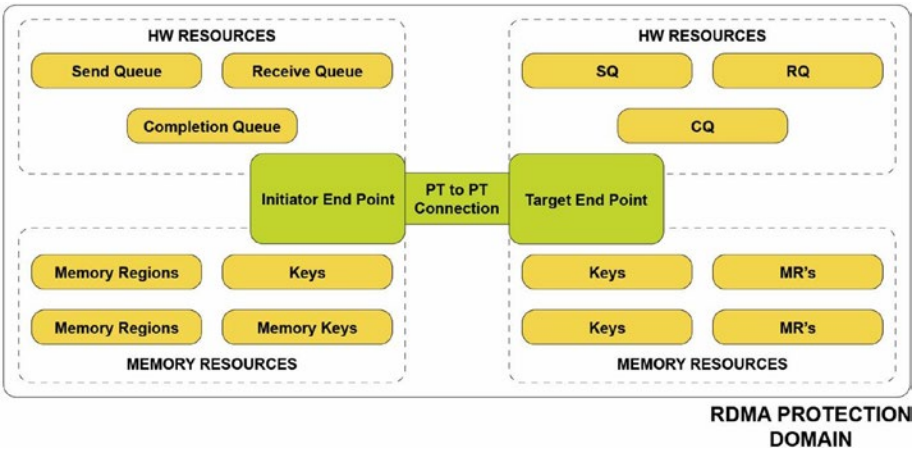 HW RESOURCES
Send Queue
Receive Queue
Completion Queue
HW RESOURCES
SQ
RQ
CQ
Initiator End Point
PT to PT
Connection
Target End Point
Memory Regions
Keys
Memory Regions
Memory Keys
MEMORY RESOURCES
Keys
MR's
Keys
MR's
MEMORY RESOURCES
RDMA PROTECTION
DOMAIN